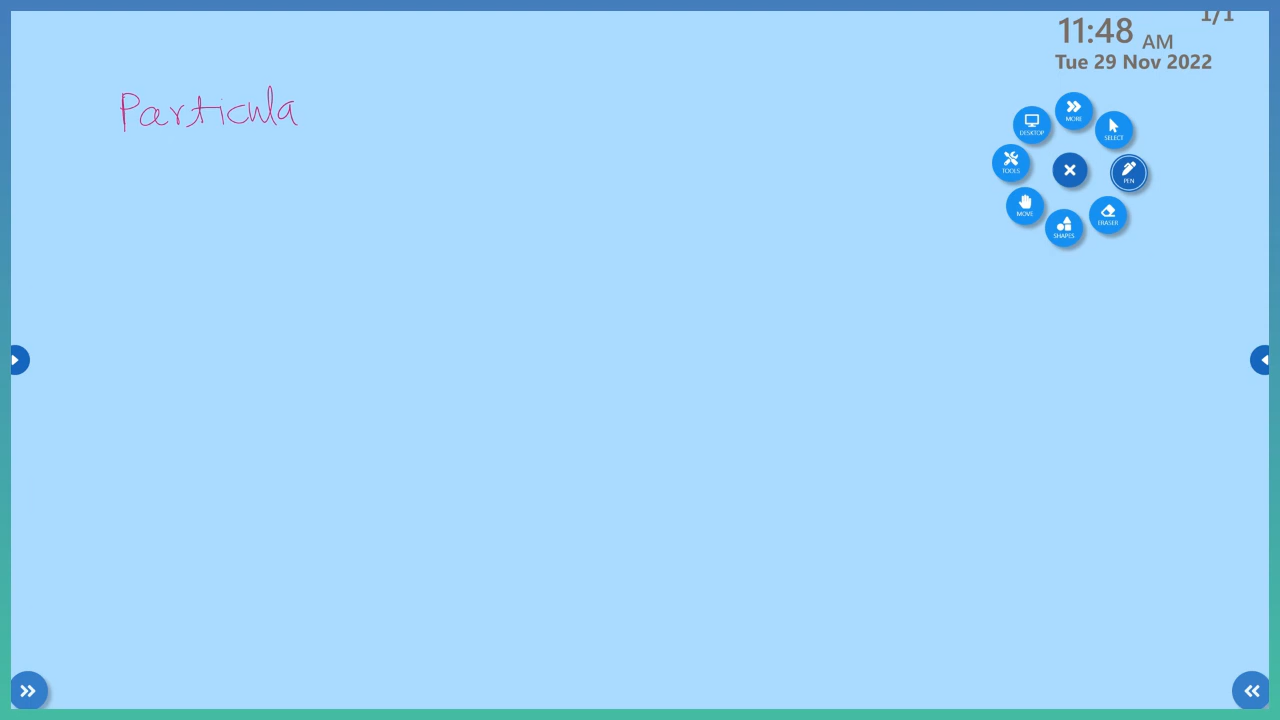 1/1
11:48 AM
Tue 29 Nov 2022
Particula
MORE
DESKTOP
SELECT
TOOLS
PEN
MOVE
ERASER
SHAPES